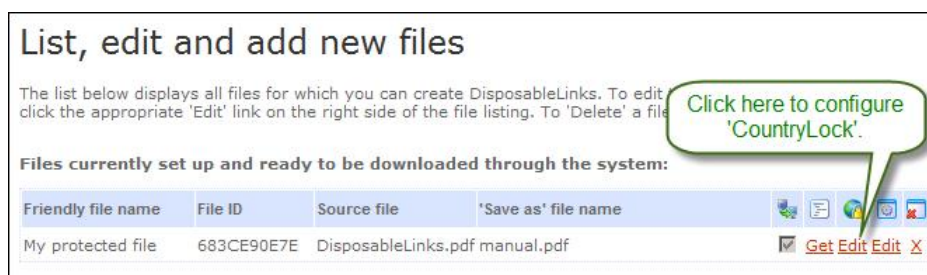 List, edit and add new files
The list below displays all files for which you can create DisposableLinks. To edit
click the appropriate 'Edit' link on the right side of the file listing. To 'Delete' a file
Click here to configure
'CountryLock'.
Files currently set up and ready to be downloaded through the system:
Friendly file name File ID Source file 'Save as' file name
My protected file 683CE90E7E DisposableLinks.pdf manual.pdf Get Edit Edit X